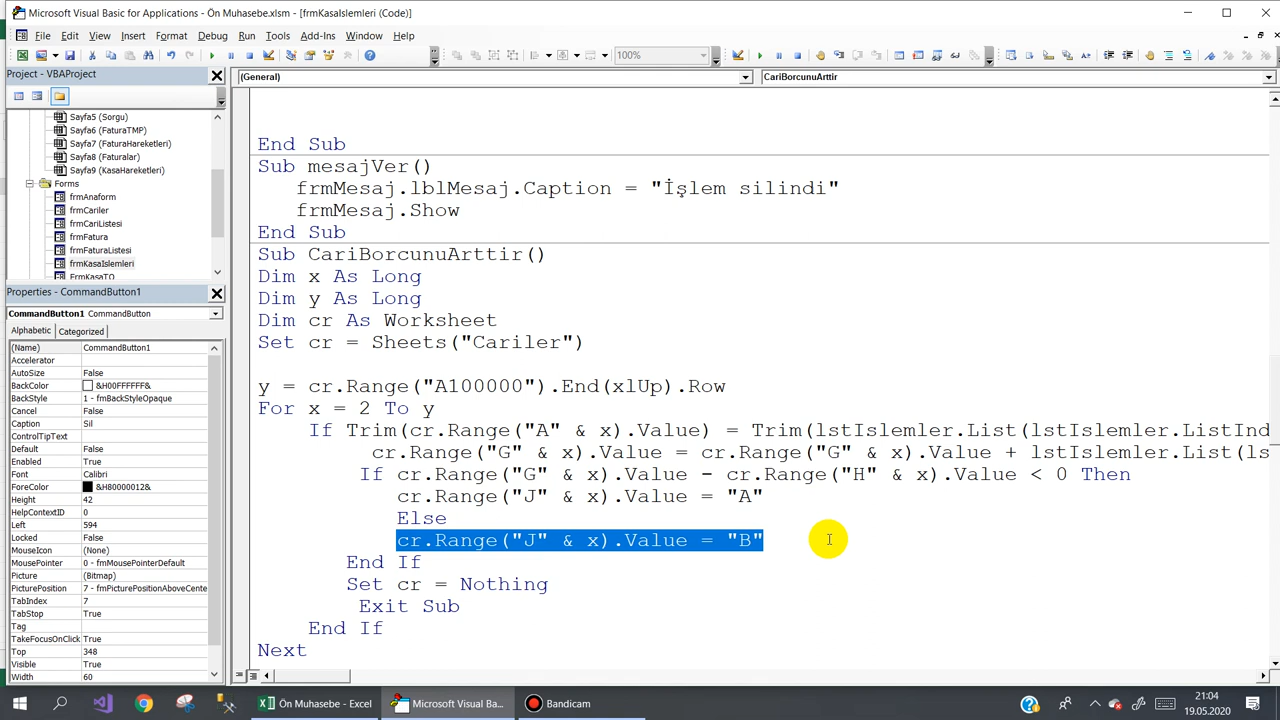 Microsoft Visual Basic for Applications - Ön Muhasebe.xlsm - [frmKasaIslemleri (Code)]
File Edit View Insert Format Debug Run Tools Add-Ins Window Help
100%
Project - VBAProject
(General)
CariBorcunuArttir
Sayfa5 (Sorgu)
Sayfa6 (FaturaTMP)
Sayfa7 (FaturaHareketleri)
Sayfa8 (Faturalar)
Sayfa9 (KasaHareketleri)
Forms
frmAnaform
frmCariler
frmCariListesi
frmFatura
frmFaturaListesi
frmKasaIslemleri
FrmKasaTO
Properties - CommandButton1
CommandButton1 CommandButton
Alphabetic Categorized
(Name) CommandButton1
Accelerator
AutoSize False
BackColor &H00FFFFFF&
BackStyle 1 - fmBackStyleOpaque
Cancel False
Caption Sil
ControlTipText
Default False
Enabled True
Font Calibri
ForeColor &H80000012&
Height 42
HelpContextID 0
Left 594
Locked False
MouseIcon (None)
MousePointer 0 - fmMousePointerDefault
Picture (Bitmap)
PicturePosition 7 - fmPicturePositionAboveCente
TabIndex 7
TabStop True
Tag
TakeFocusOnClick True
Top 348
Visible True
Width 60
End Sub
Sub mesajVer()
frmMesaj.lblMesaj.Caption = "İşlem silindi"
frmMesaj.Show
End Sub
Sub CariBorcunuArttir()
Dim x As Long
Dim y As Long
Dim cr As Worksheet
Set cr = Sheets("Cariler")
y = cr.Range("A100000").End(xlUp).Row
For x = 2 To y
If Trim(cr.Range("A" & x).Value) = Trim(lstIslemler.List(lstIslemler.ListInd
cr.Range("G" & x).Value = cr.Range("G" & x).Value + lstIslemler.List(ls
If cr.Range("G" & x).Value - cr.Range("H" & x).Value < 0 Then
cr.Range("J" & x).Value = "A"
Else
cr.Range("J" & x).Value = "B"
End If
Set cr = Nothing
Exit Sub
End If
Next
Ön Muhasebe - Excel
Microsoft Visual Ba...
Bandicam
21:04
19.05.2020